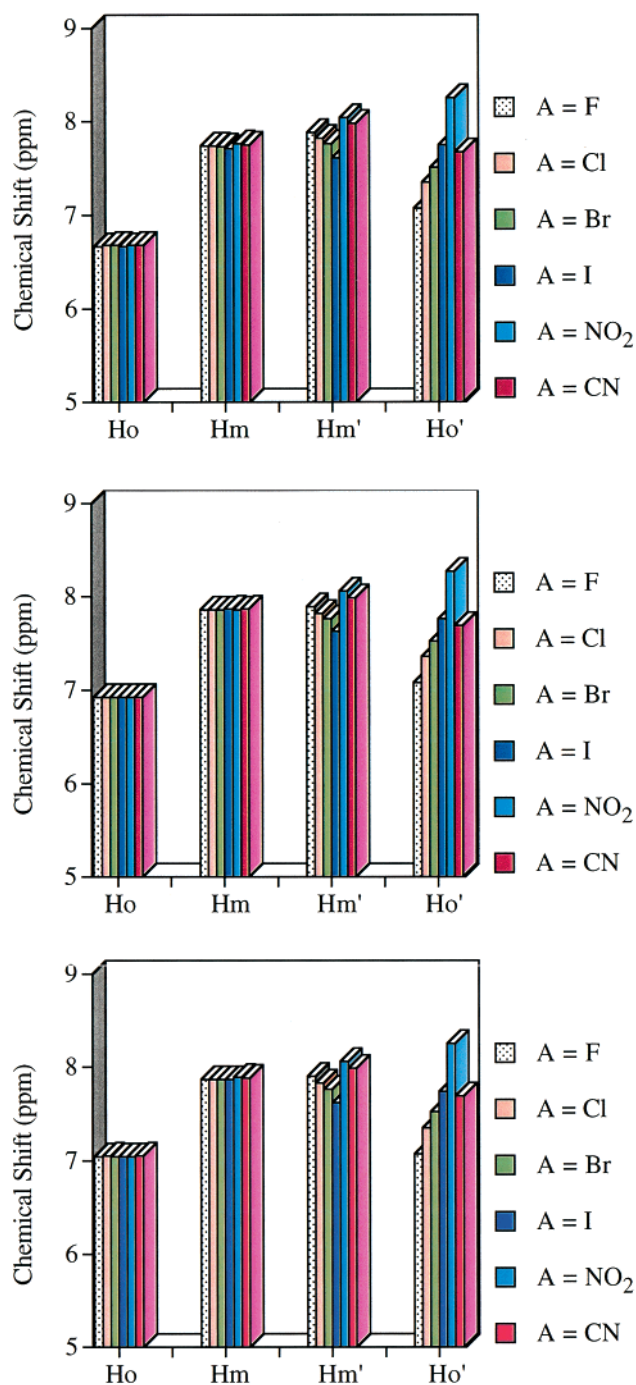 Chemical Shift (ppm)
9
8
7
6
5
Ho Hm Hm' Ho'
A = F
A = Cl
A = Br
A = I
A = NO2
A = CN
Chemical Shift (ppm)
9
8
7
6
5
Ho Hm Hm' Ho'
A = F
A = Cl
A = Br
A = I
A = NO2
A = CN
Chemical Shift (ppm)
9
8
7
6
5
Ho Hm Hm' Ho'
A = F
A = Cl
A = Br
A = I
A = NO2
A = CN